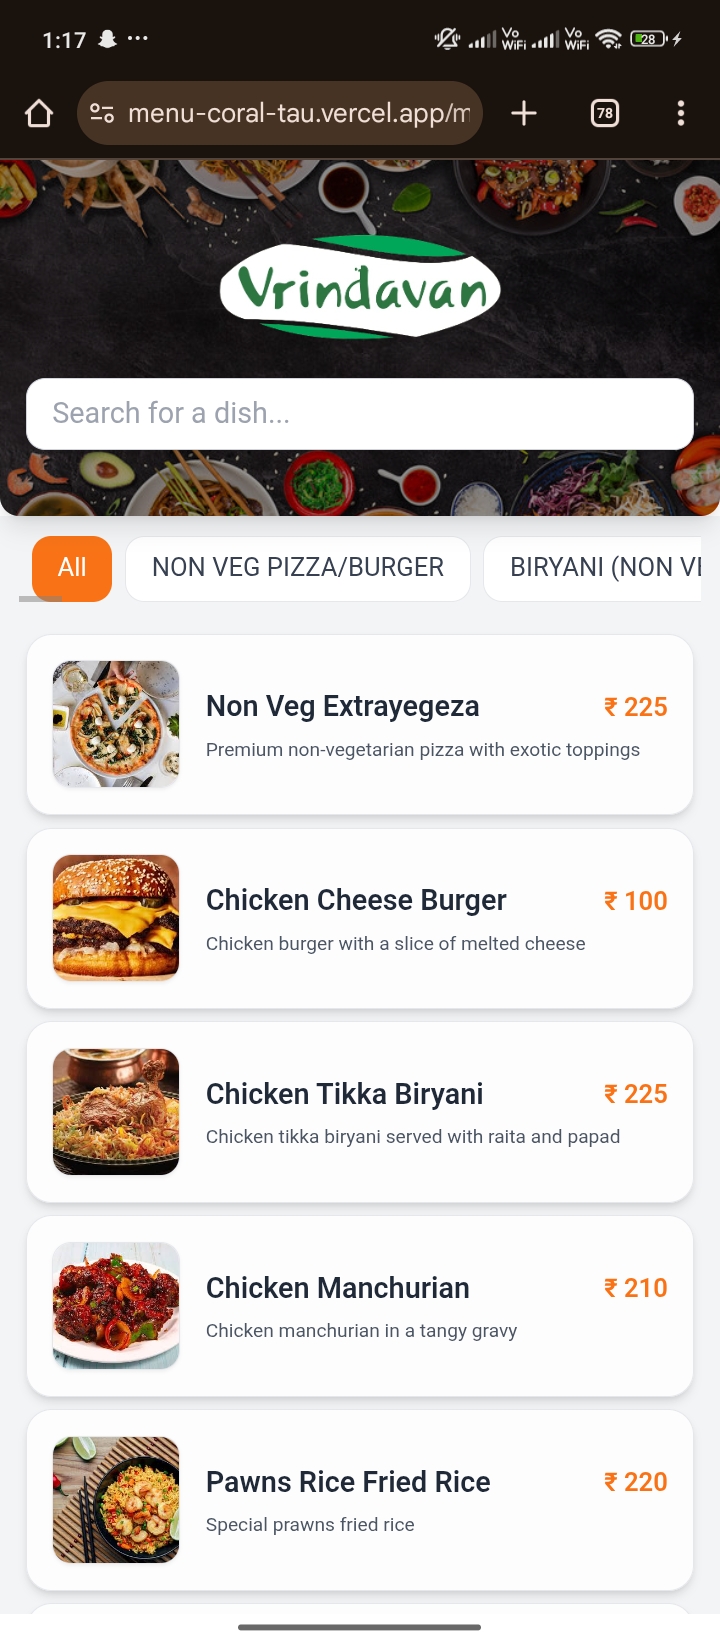 1:17
Vo WiFi
Vo WiFi
28
menu-coral-tau.vercel.app/m
78
Vrindavan
Search for a dish...
All
NON VEG PIZZA/BURGER
BIRYANI (NON VE
Non Veg Extrayegeza
₹ 225
Premium non-vegetarian pizza with exotic toppings
Chicken Cheese Burger
₹ 100
Chicken burger with a slice of melted cheese
Chicken Tikka Biryani
₹ 225
Chicken tikka biryani served with raita and papad
Chicken Manchurian
₹ 210
Chicken manchurian in a tangy gravy
Pawns Rice Fried Rice
₹ 220
Special prawns fried rice